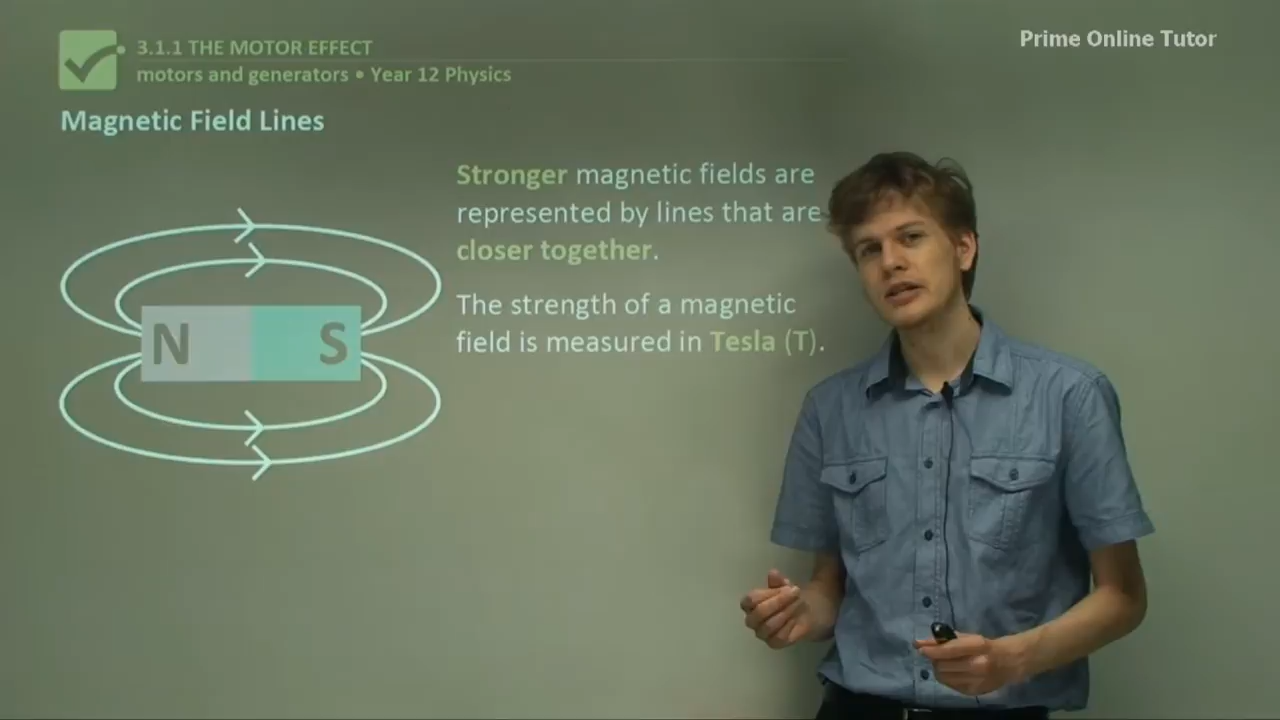 3.1.1 THE MOTOR EFFECT
motors and generators • Year 12 Physics
Prime Online Tutor
Magnetic Field Lines
Stronger magnetic fields are
represented by lines that are
closer together.
The strength of a magnetic
field is measured in Tesla (T).
N S